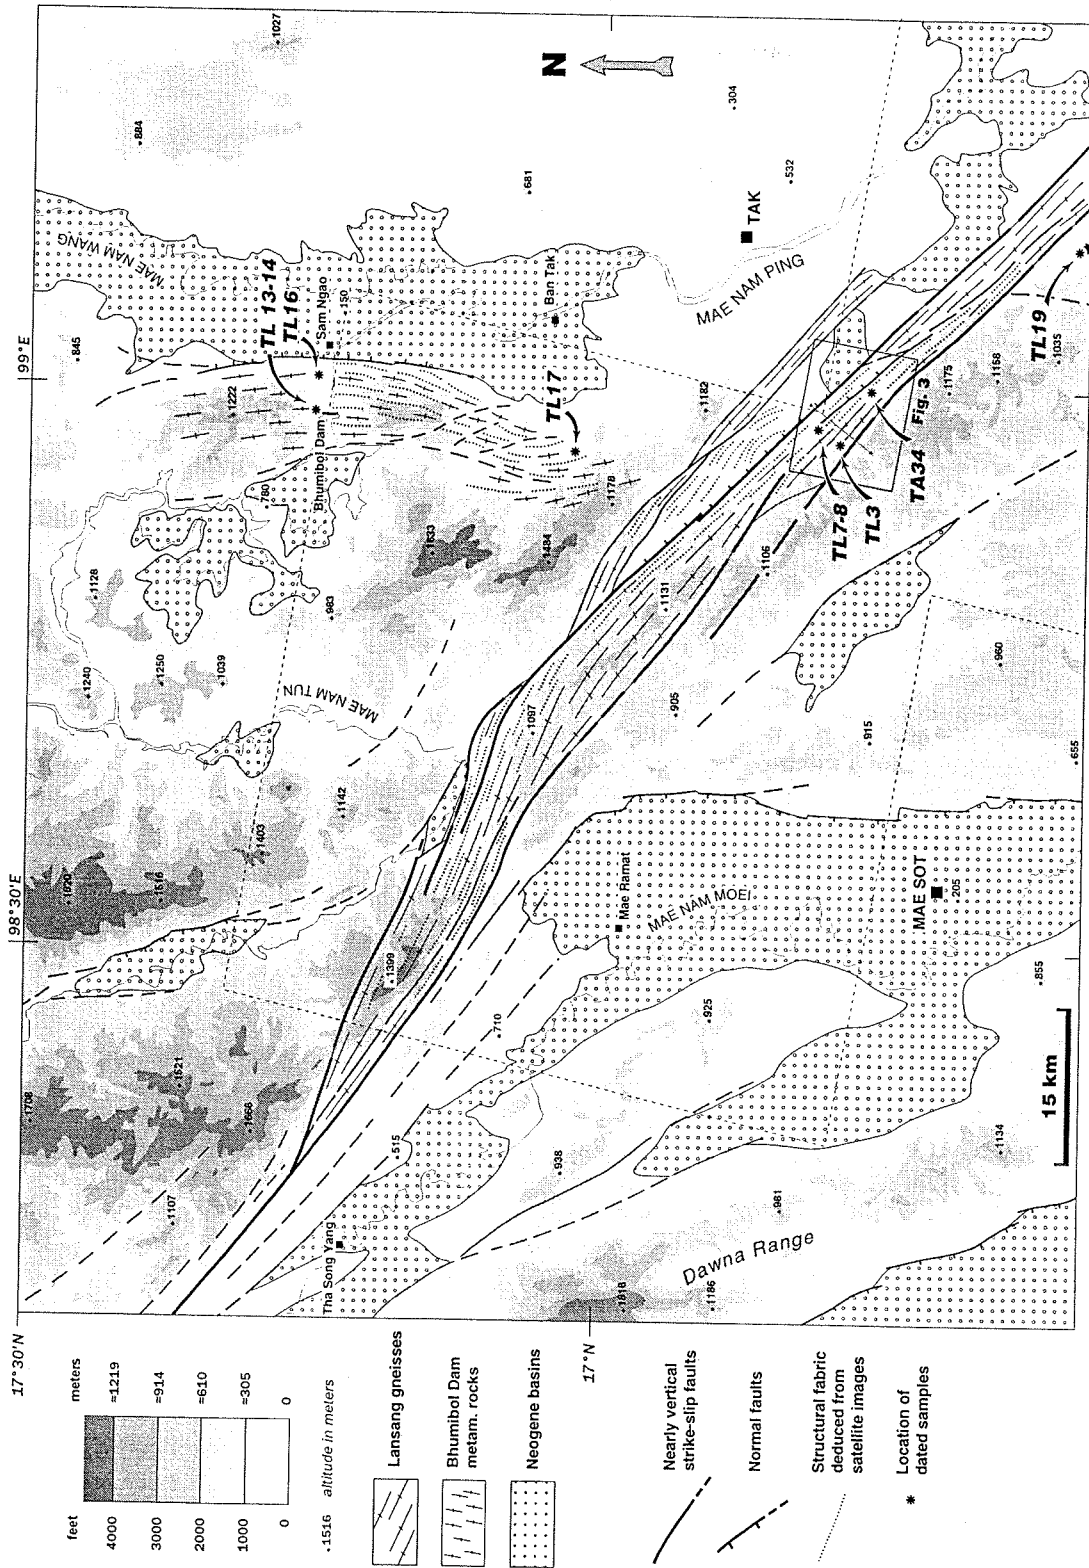 17°30'N
98°30'E
99°E
17°N
N
1708
1107
1521
1668
1620
1516
1403
1142
1240
1250
1039
1128
983
780
1222
845
884
1027
MAE NAM WANG
MAE NAM TUN
TL 13-14
TL16
Sam Ngao
150
Bhumibol Dam
681
Ban Tak
TL17
1178
1633
1484
MAE NAM PING
TAK
304
532
1182
1131
1097
1399
1106
905
915
960
655
TL7-8
TL3
TA34
Fig. 3
1175
1158
1035
TL19
Tha Song Yang
515
710
938
925
981
1134
855
Mae Ramat
MAE NAM MOEI
MAE SOT
205
Dawna Range
1818
1186
15 km
feet
meters
4000 ≈1219
3000 ≈914
2000 ≈610
1000 ≈305
0 0
.1516 altitude in meters
Lansang gneisses
Bhumibol Dam
metam. rocks
Neogene basins
Nearly vertical
strike-slip faults
Normal faults
Structural fabric
deduced from
satellite images
Location of
dated samples